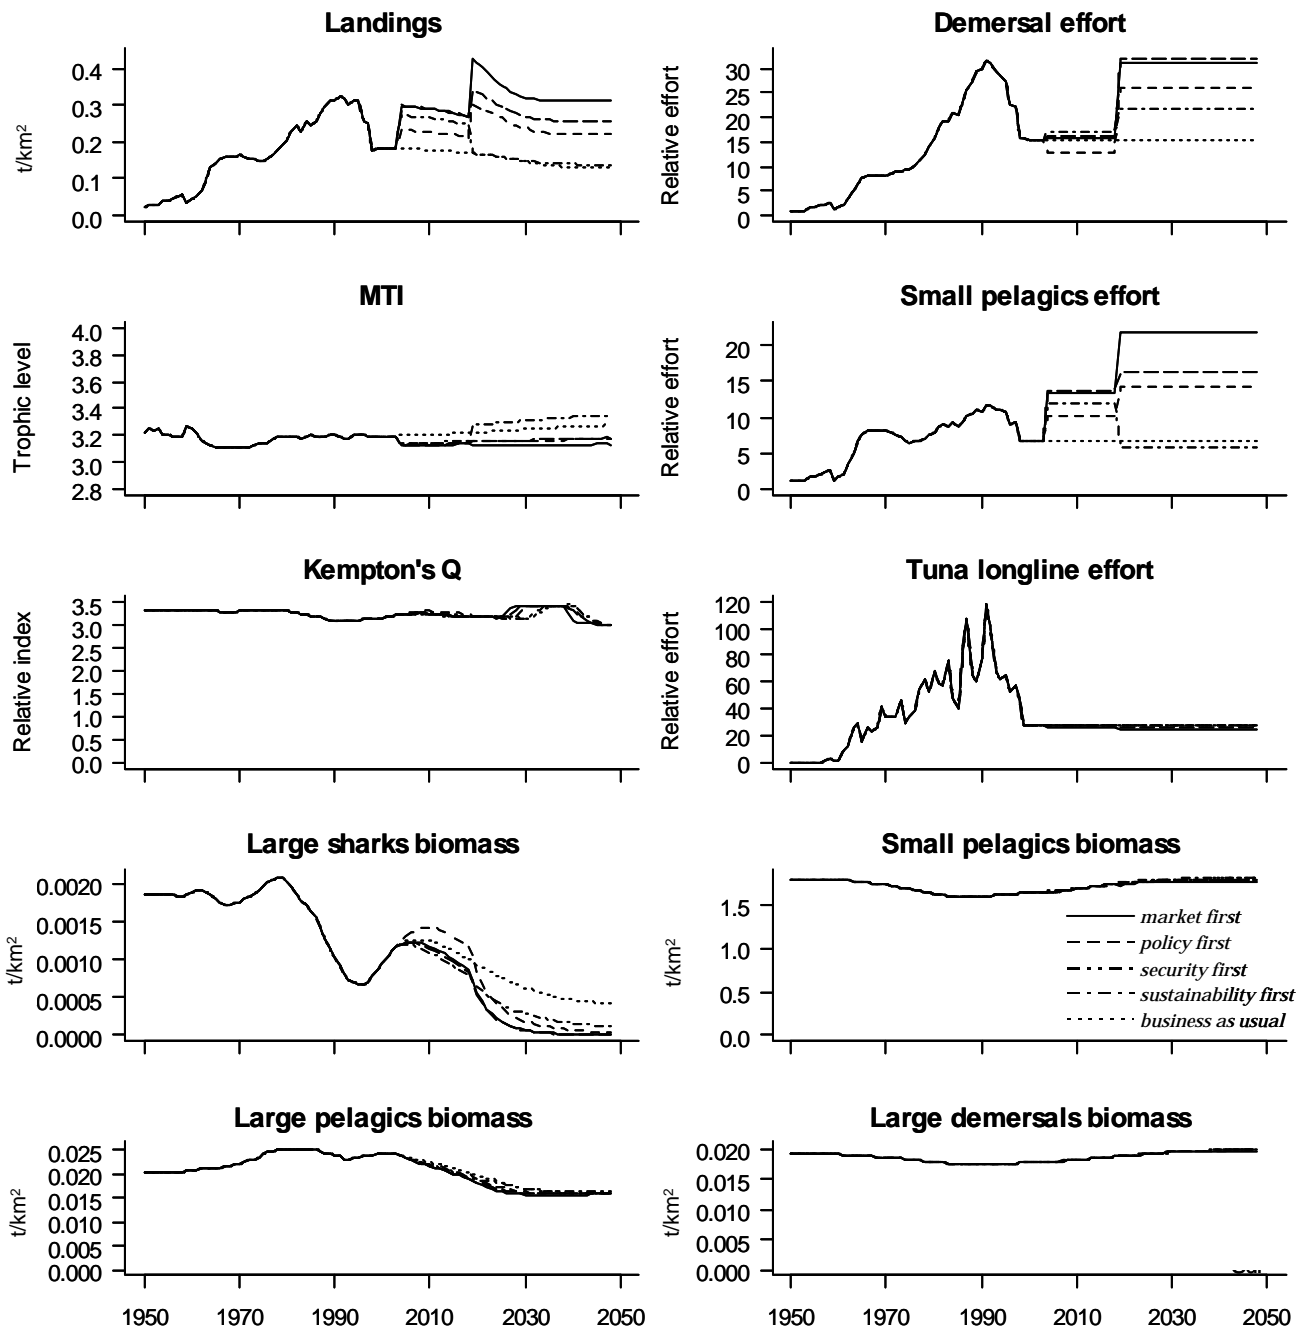 Landings
t/km²
0.4
0.3
0.2
0.1
0.0
Demersal effort
Relative effort
30
25
20
15
10
5
0
MTI
Trophic level
4.0
3.8
3.6
3.4
3.2
3.0
2.8
Small pelagics effort
Relative effort
20
15
10
5
0
Kempton's Q
Relative index
3.5
3.0
2.5
2.0
1.5
1.0
0.5
0.0
Tuna longline effort
Relative effort
120
100
80
60
40
20
0
Large sharks biomass
t/km²
0.0020
0.0015
0.0010
0.0005
0.0000
Small pelagics biomass
t/km²
1.5
1.0
0.5
0.0
market first
policy first
security first
sustainability first
business as usual
Large pelagics biomass
t/km²
0.025
0.020
0.015
0.010
0.005
0.000
1950 1970 1990 2010 2030 2050
Large demersals biomass
t/km²
0.020
0.015
0.010
0.005
0.000
1950 1970 1990 2010 2030 2050